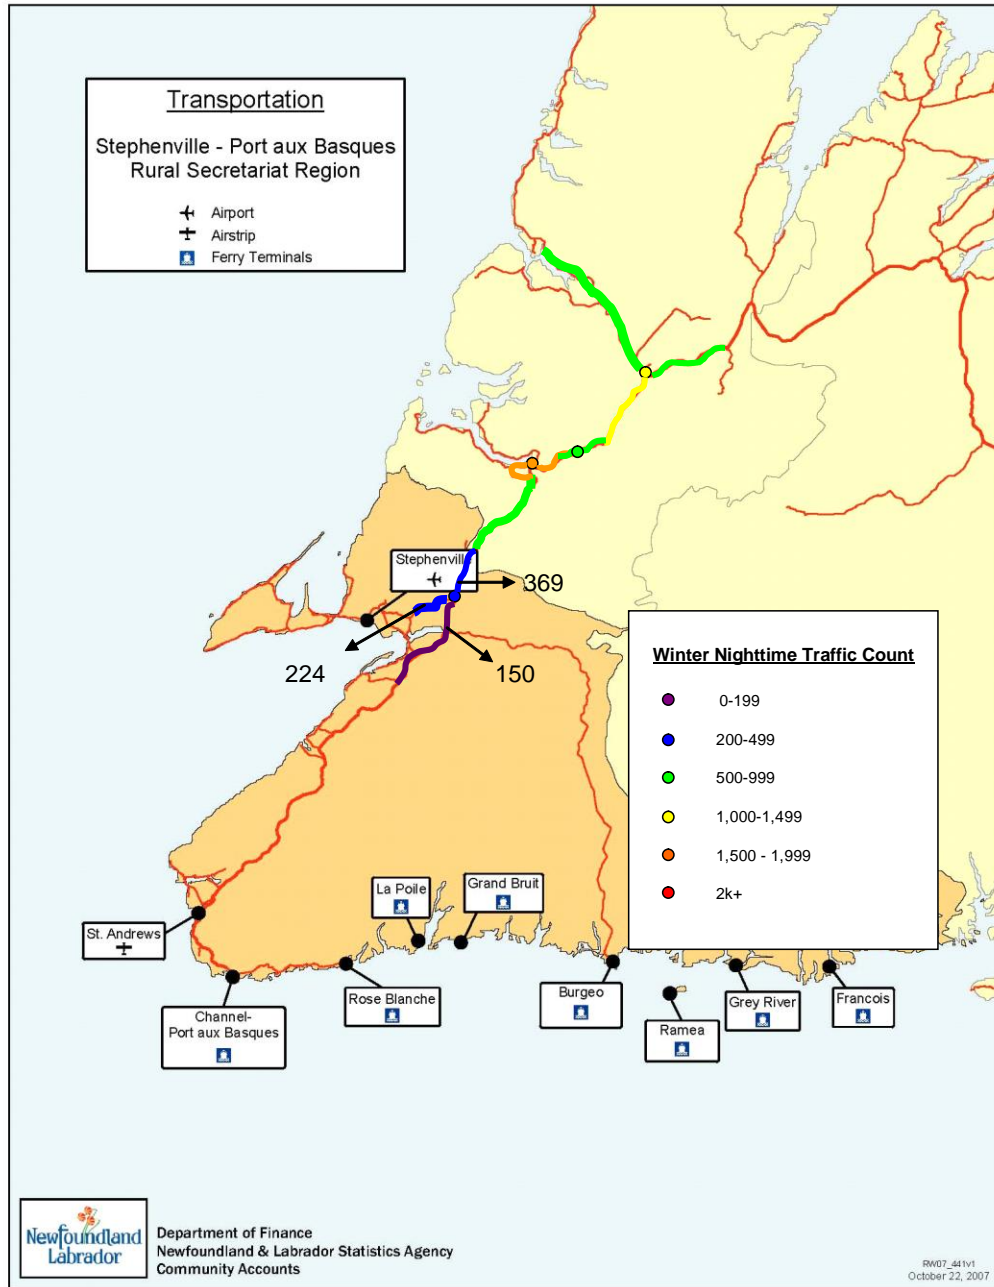 Transportation
Stephenville - Port aux Basques
Rural Secretariat Region
Airport
Airstrip
Ferry Terminals
Stephenville
369
224
150
Winter Nighttime Traffic Count
0-199
200-499
500-999
1,000-1,499
1,500 - 1,999
2k+
La Poile
Grand Bruit
St. Andrews
Channel-
Port aux Basques
Rose Blanche
Burgeo
Ramea
Grey River
Francois
Newfoundland
Labrador
Department of Finance
Newfoundland & Labrador Statistics Agency
Community Accounts
RW07_441v1
October 22, 2007